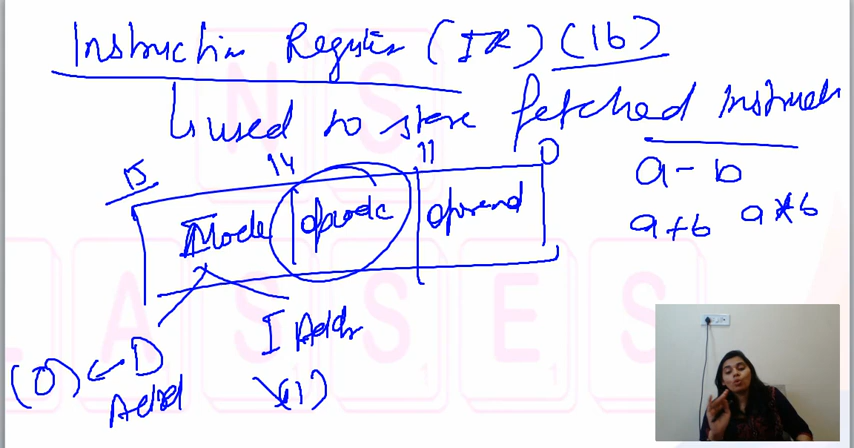 Instruction Register (IR) (16)
↳ used to store fetched Instruct
15 14 11 0
a - b
I Mode opcode operand
a + b a * b
I Addr
(0) ← D
Addr (1)
N S
L A S S E S